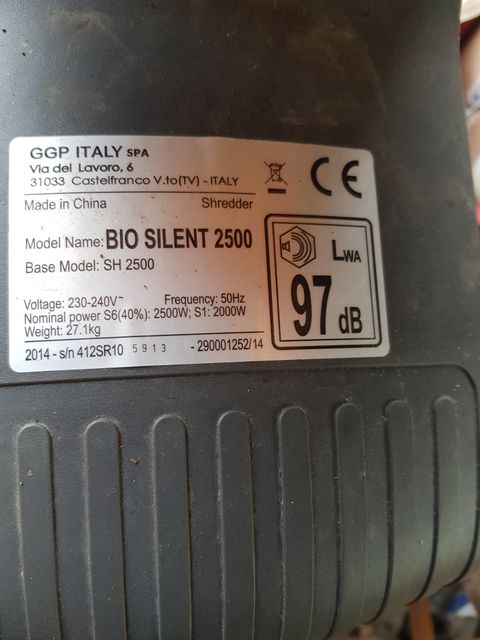 GGP ITALY SPA
Via del Lavoro, 6
31033 Castelfranco V.to(TV) - ITALY
CE
Made in China Shredder
Model Name: BIO SILENT 2500
Base Model: SH 2500
Voltage: 230-240V~ Frequency: 50Hz
Nominal power S6(40%): 2500W; S1: 2000W
Weight: 27.1kg
2014 - s/n 412SR10 5913 - 290001252/14
LWA
97 dB